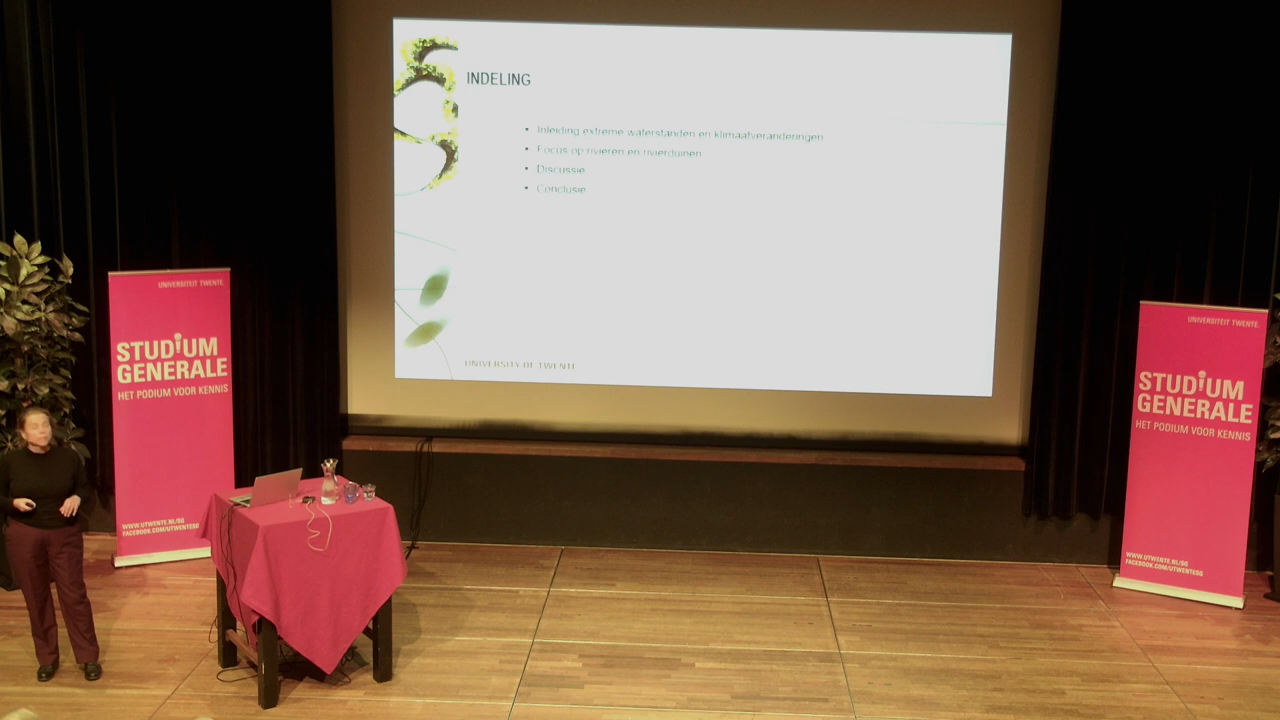 INDELING
• Inleiding extreme waterstanden en klimaatveranderingen
• Focus op rivieren en rivierduinen
• Discussie
• Conclusie
UNIVERSITY OF TWENTE
UNIVERSITEIT TWENTE.
STUDIUM
GENERALE
HET PODIUM VOOR KENNIS
WWW.UTWENTE.NL/SG
FACEBOOK.COM/UTWENTESG
UNIVERSITEIT TWENTE.
STUDIUM
GENERALE
HET PODIUM VOOR KENNIS
WWW.UTWENTE.NL/SG
FACEBOOK.COM/UTWENTESG